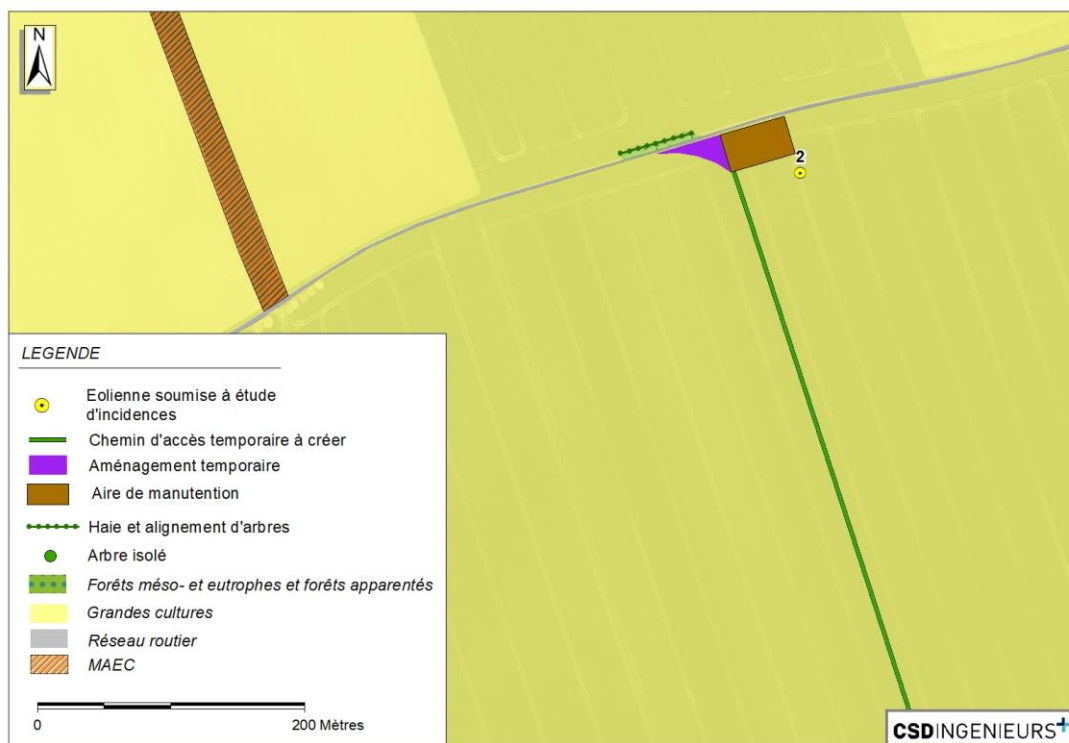 N
2
LEGENDE
Eolienne soumise à étude
d'incidences
Chemin d'accès temporaire à créer
Aménagement temporaire
Aire de manutention
Haie et alignement d'arbres
Arbre isolé
Forêts méso- et eutrophes et forêts apparentés
Grandes cultures
Réseau routier
MAEC
0 200 Mètres
CSDINGENIEURS+